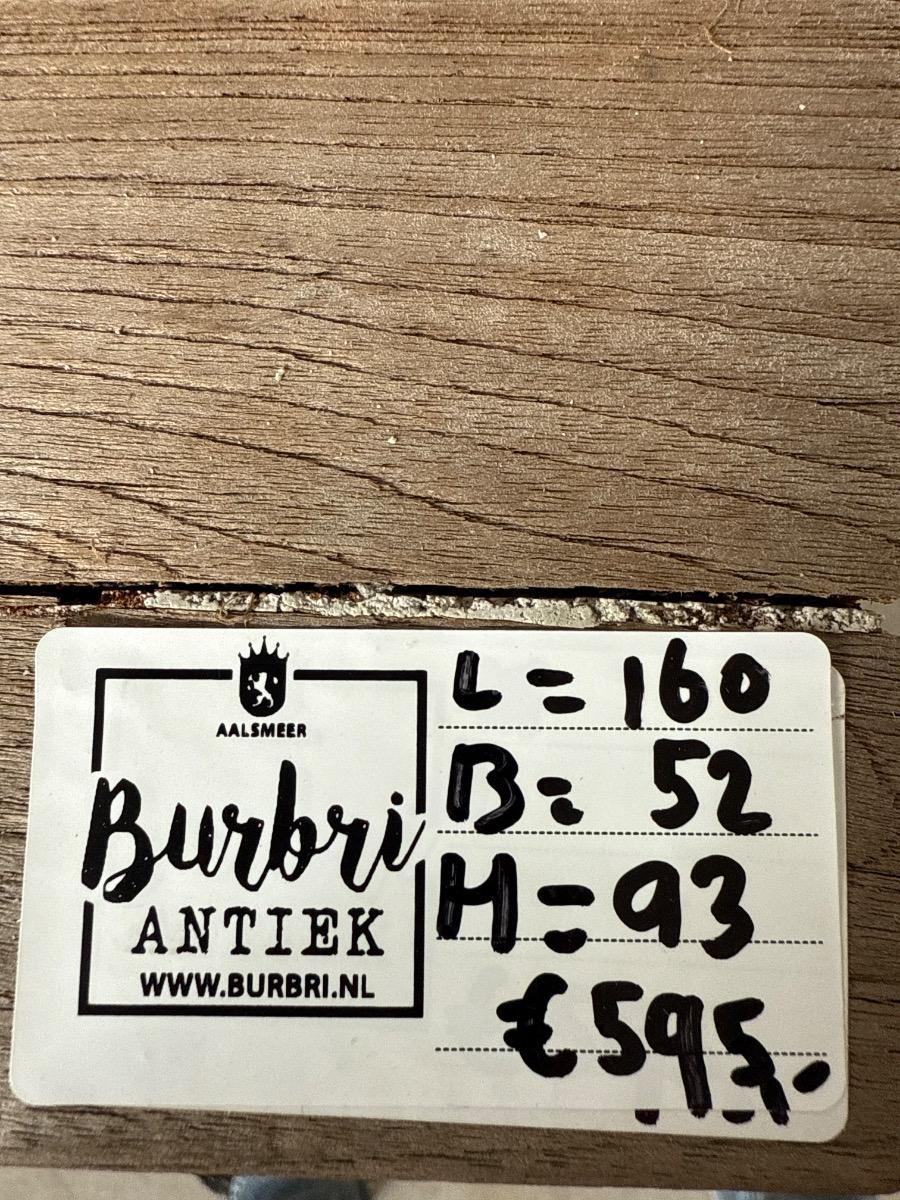 AALSMEER
Burbri
ANTIEK
WWW.BURBRI.NL
L = 160
B = 52
H = 93
€ 595,-